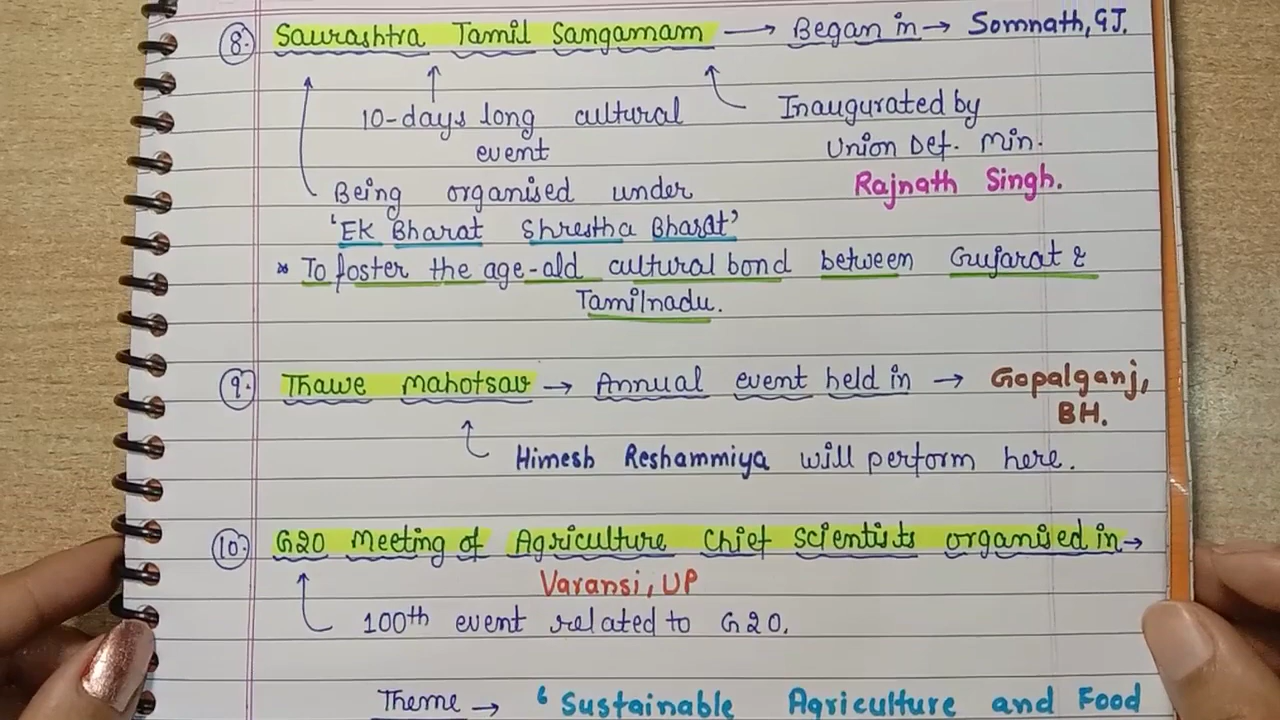 8. Saurashtra Tamil Sangamam → Began in → Somnath, GJ.
10-days long cultural event
Inaugurated by
Union Def. Min.
Rajnath Singh.
Being organised under
'EK Bharat Shrestha Bharat'
* To foster the age-old cultural bond between Gujarat &
Tamilnadu.
9. Thawe mahotsav → Annual event held in → Gopalganj,
BH.
Himesh Reshammiya will perform here.
10. G20 Meeting of Agriculture Chief Scientists organised in→
Varansi, UP
100th event related to G20.
Theme → ' Sustainable Agriculture and Food